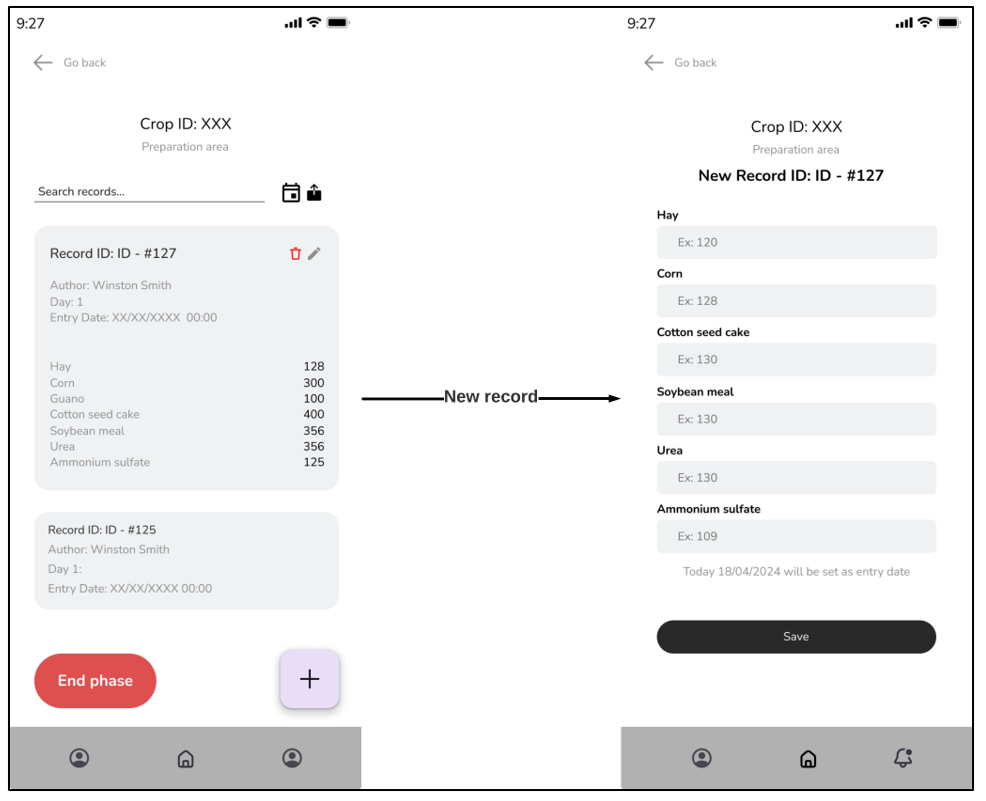 9:27
Go back
Crop ID: XXX
Preparation area
Search records...
Record ID: ID - #127
Author: Winston Smith
Day: 1
Entry Date: XX/XX/XXXX 00:00
Hay 128
Corn 300
Guano 100
Cotton seed cake 400
Soybean meal 356
Urea 356
Ammonium sulfate 125
Record ID: ID - #125
Author: Winston Smith
Day 1:
Entry Date: XX/XX/XXXX 00:00
End phase
New record
9:27
Go back
Crop ID: XXX
Preparation area
New Record ID: ID - #127
Hay
Ex: 120
Corn
Ex: 128
Cotton seed cake
Ex: 130
Soybean meal
Ex: 130
Urea
Ex: 130
Ammonium sulfate
Ex: 109
Today 18/04/2024 will be set as entry date
Save